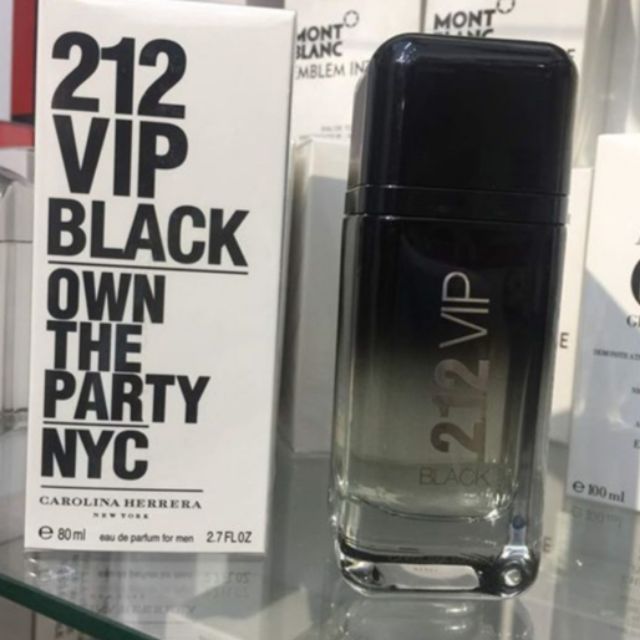 212
VIP
BLACK
OWN
THE
PARTY
NYC
CAROLINA HERRERA
NEW YORK
e 80 ml eau de parfum for men 2.7 FL OZ
212 VIP
BLACK
MONT
BLANC
EMBLEM IN
MONT
BLANC
e 100 ml